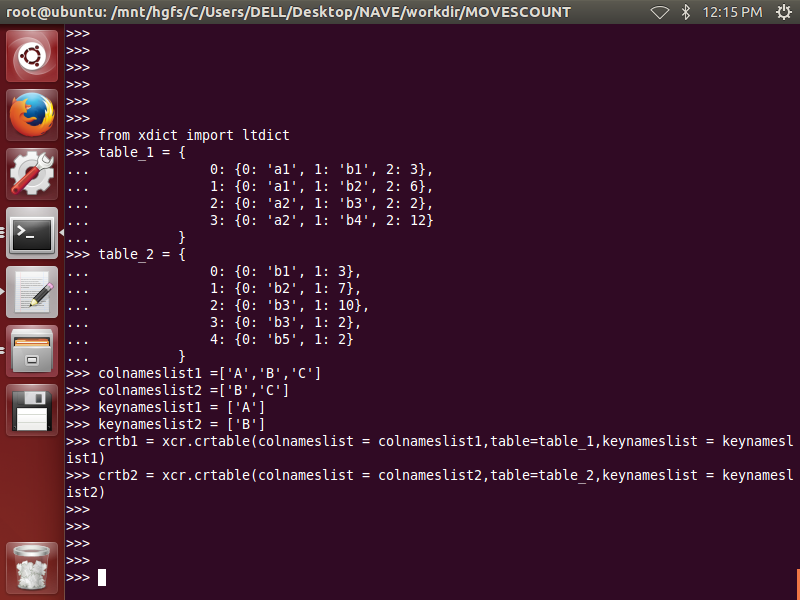 root@ubuntu: /mnt/hgfs/C/Users/DELL/Desktop/NAVE/workdir/MOVESCOUNT 12:15 PM
>>>
>>>
>>>
>>>
>>>
>>>
>>> from xdict import ltdict
>>> table_1 = {
...               0: {0: 'a1', 1: 'b1', 2: 3},
...               1: {0: 'a1', 1: 'b2', 2: 6},
...               2: {0: 'a2', 1: 'b3', 2: 2},
...               3: {0: 'a2', 1: 'b4', 2: 12}
...           }
>>> table_2 = {
...               0: {0: 'b1', 1: 3},
...               1: {0: 'b2', 1: 7},
...               2: {0: 'b3', 1: 10},
...               3: {0: 'b3', 1: 2},
...               4: {0: 'b5', 1: 2}
...           }
>>> colnameslist1 =['A','B','C']
>>> colnameslist2 =['B','C']
>>> keynameslist1 = ['A']
>>> keynameslist2 = ['B']
>>> crtb1 = xcr.crtable(colnameslist = colnameslist1,table=table_1,keynameslist = keynamesl
ist1)
>>> crtb2 = xcr.crtable(colnameslist = colnameslist2,table=table_2,keynameslist = keynamesl
ist2)
>>>
>>>
>>>
>>>
>>>